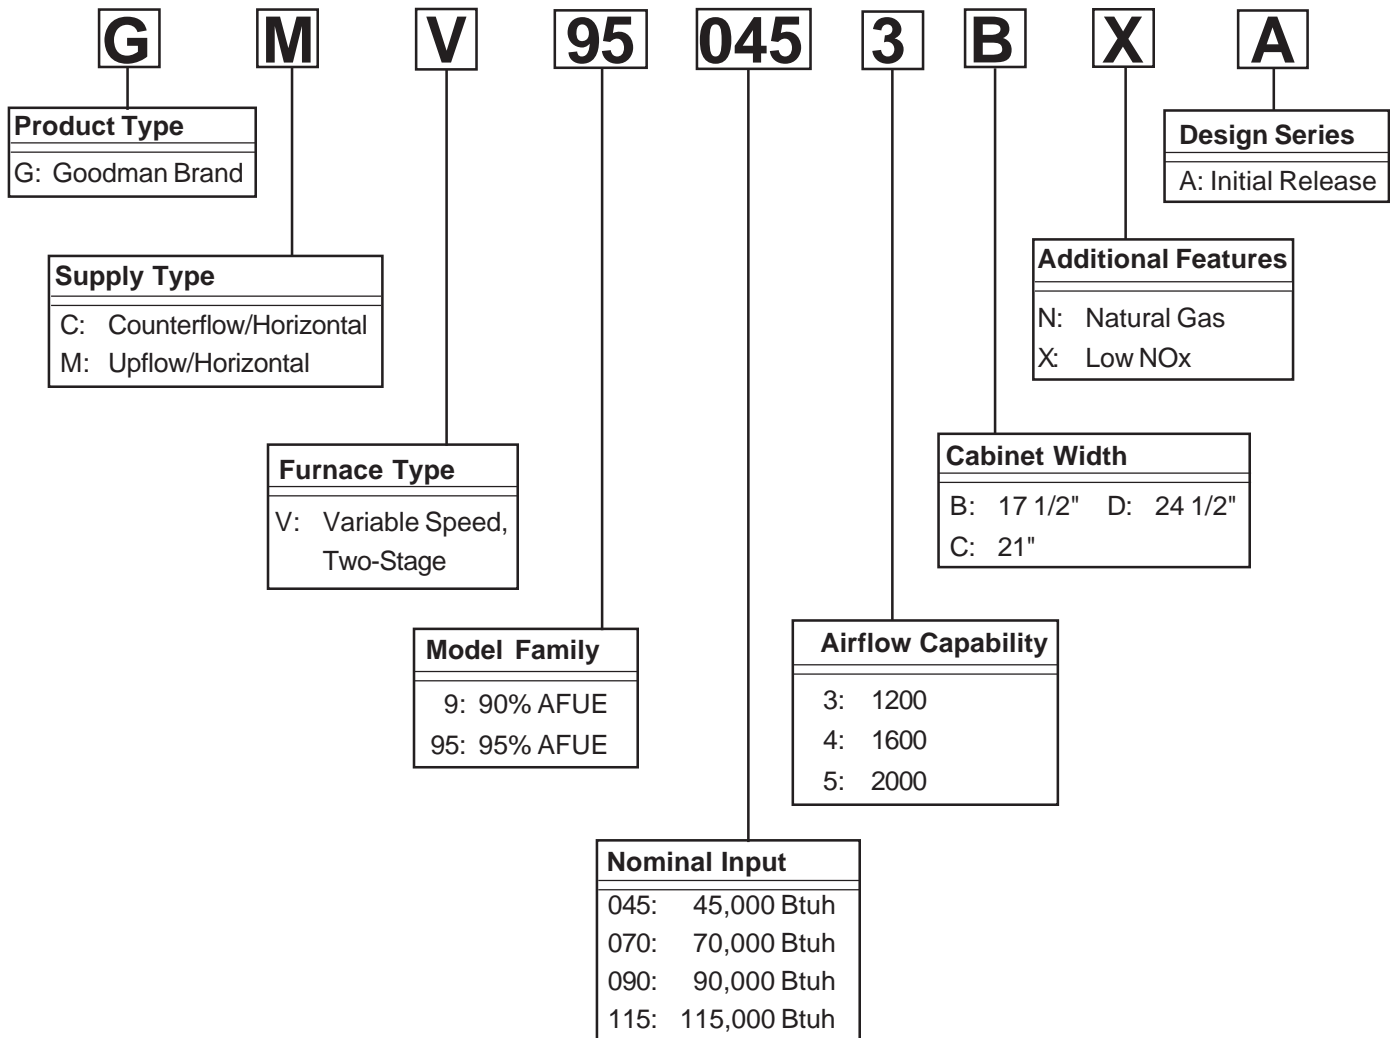 G M V 95 045 3 B X A
Product Type
G: Goodman Brand
Design Series
A: Initial Release
Supply Type
C: Counterflow/Horizontal
M: Upflow/Horizontal
Additional Features
N: Natural Gas
X: Low NOx
Furnace Type
V: Variable Speed,
Two-Stage
Cabinet Width
B: 17 1/2" D: 24 1/2"
C: 21"
Model Family
9: 90% AFUE
95: 95% AFUE
Airflow Capability
3: 1200
4: 1600
5: 2000
Nominal Input
045: 45,000 Btuh
070: 70,000 Btuh
090: 90,000 Btuh
115: 115,000 Btuh